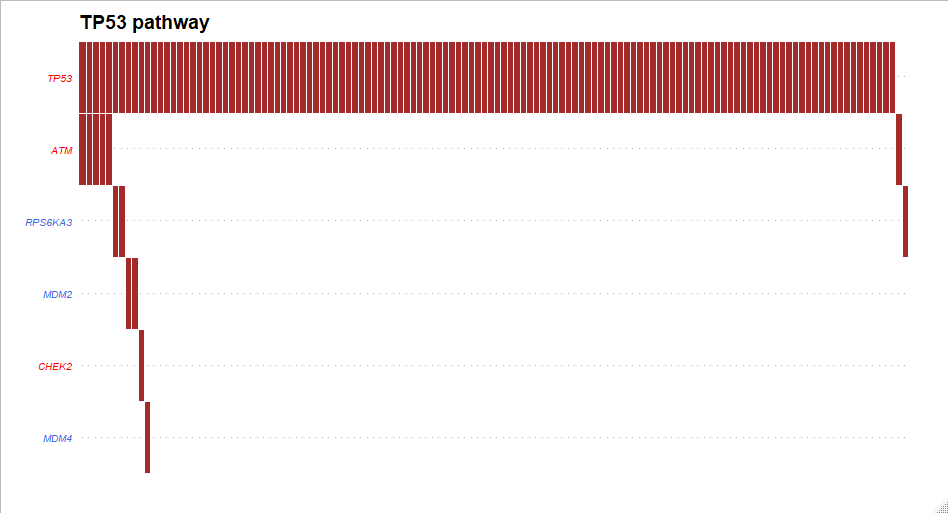 TP53 pathway
TP53
ATM
RPS6KA3
MDM2
CHEK2
MDM4